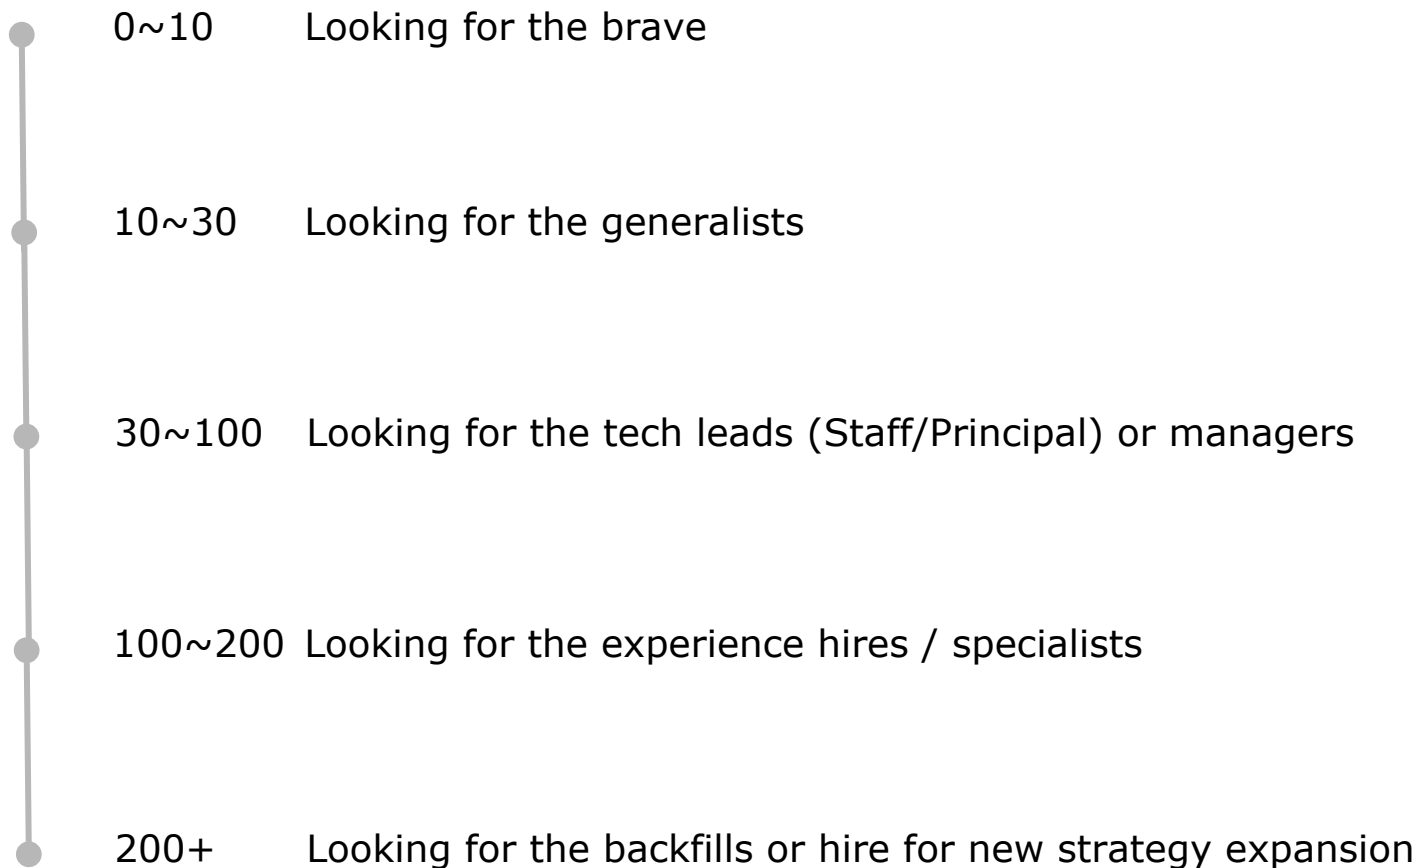 0~10 Looking for the brave
10~30 Looking for the generalists
30~100 Looking for the tech leads (Staff/Principal) or managers
100~200 Looking for the experience hires / specialists
200+ Looking for the backfills or hire for new strategy expansion